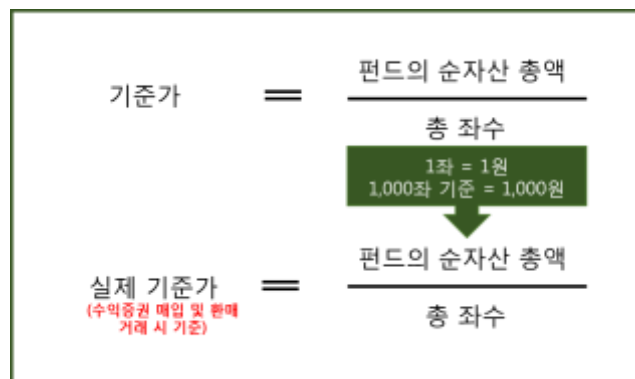 기준가 = 펀드의 순자산 총액
총 좌수
1좌 = 1원
1,000좌 기준 = 1,000원
실제 기준가 = 펀드의 순자산 총액
(수익증권 매입 및 환매
거래 시 기준)
총 좌수